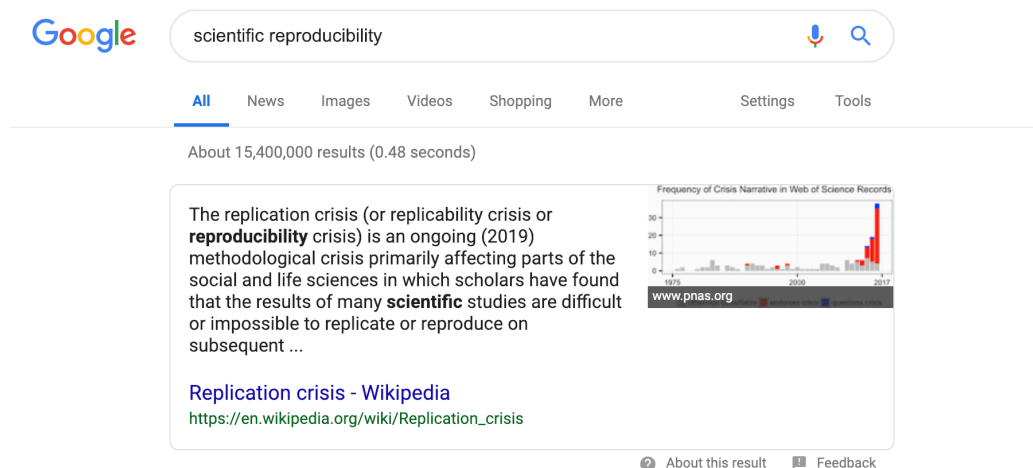 Google
scientific reproducibility
All News Images Videos Shopping More Settings Tools
About 15,400,000 results (0.48 seconds)
The replication crisis (or replicability crisis or
reproducibility crisis) is an ongoing (2019)
methodological crisis primarily affecting parts of the
social and life sciences in which scholars have found
that the results of many scientific studies are difficult
or impossible to replicate or reproduce on
subsequent ...
Frequency of Crisis Narrative in Web of Science Records
30
20
10
0
1975 2000 2017
www.pnas.org
Replication crisis - Wikipedia
https://en.wikipedia.org/wiki/Replication_crisis
About this result Feedback